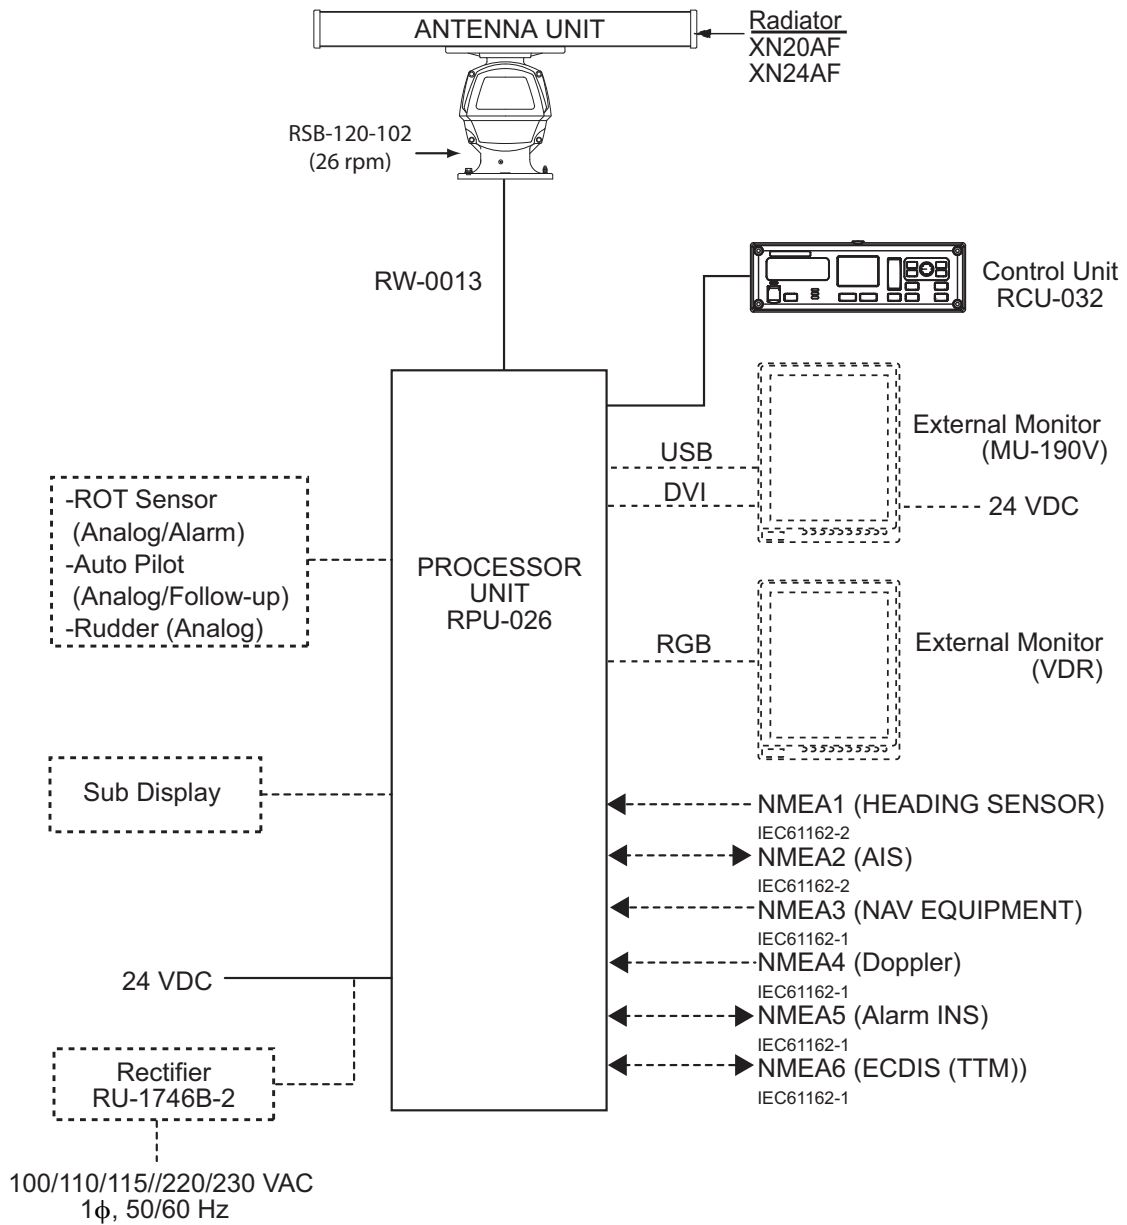 ANTENNA UNIT
Radiator
XN20AF
XN24AF
RSB-120-102
(26 rpm)
RW-0013
Control Unit
RCU-032
External Monitor
(MU-190V)
USB
DVI
24 VDC
-ROT Sensor
(Analog/Alarm)
-Auto Pilot
(Analog/Follow-up)
-Rudder (Analog)
PROCESSOR
UNIT
RPU-026
RGB
External Monitor
(VDR)
Sub Display
NMEA1 (HEADING SENSOR)
IEC61162-2
NMEA2 (AIS)
IEC61162-2
NMEA3 (NAV EQUIPMENT)
IEC61162-1
NMEA4 (Doppler)
IEC61162-1
NMEA5 (Alarm INS)
IEC61162-1
NMEA6 (ECDIS (TTM))
IEC61162-1
24 VDC
Rectifier
RU-1746B-2
100/110/115//220/230 VAC
1ϕ, 50/60 Hz